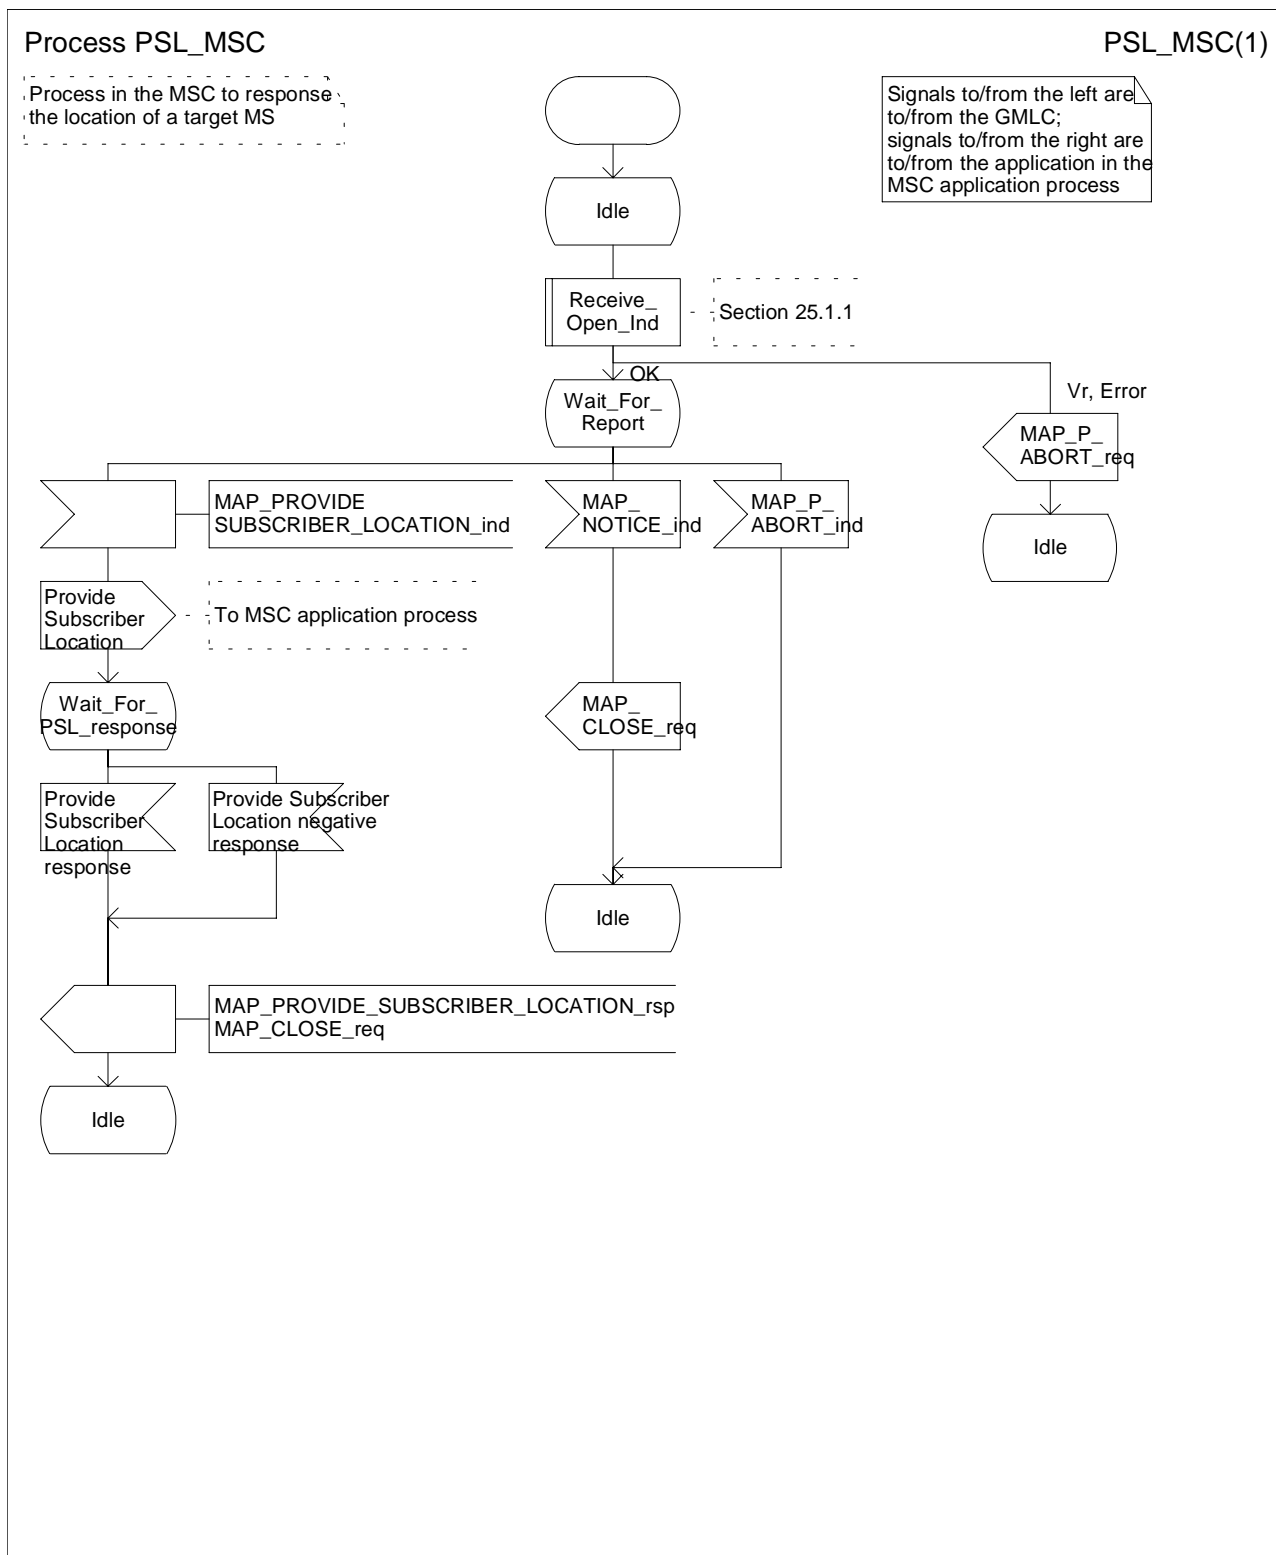 Process PSL_MSC
PSL_MSC(1)
Process in the MSC to response
the location of a target MS
Signals to/from the left are
to/from the GMLC;
signals to/from the right are
to/from the application in the
MSC application process
Idle
Receive_
Open_Ind
Section 25.1.1
OK
Vr, Error
Wait_For_
Report
MAP_P_
ABORT_req
Idle
MAP_PROVIDE
SUBSCRIBER_LOCATION_ind
MAP_
NOTICE_ind
MAP_P_
ABORT_ind
Provide
Subscriber
Location
To MSC application process
Wait_For_
PSL_response
MAP_
CLOSE_req
Provide
Subscriber
Location
response
Provide Subscriber
Location negative
response
Idle
MAP_PROVIDE_SUBSCRIBER_LOCATION_rsp
MAP_CLOSE_req
Idle